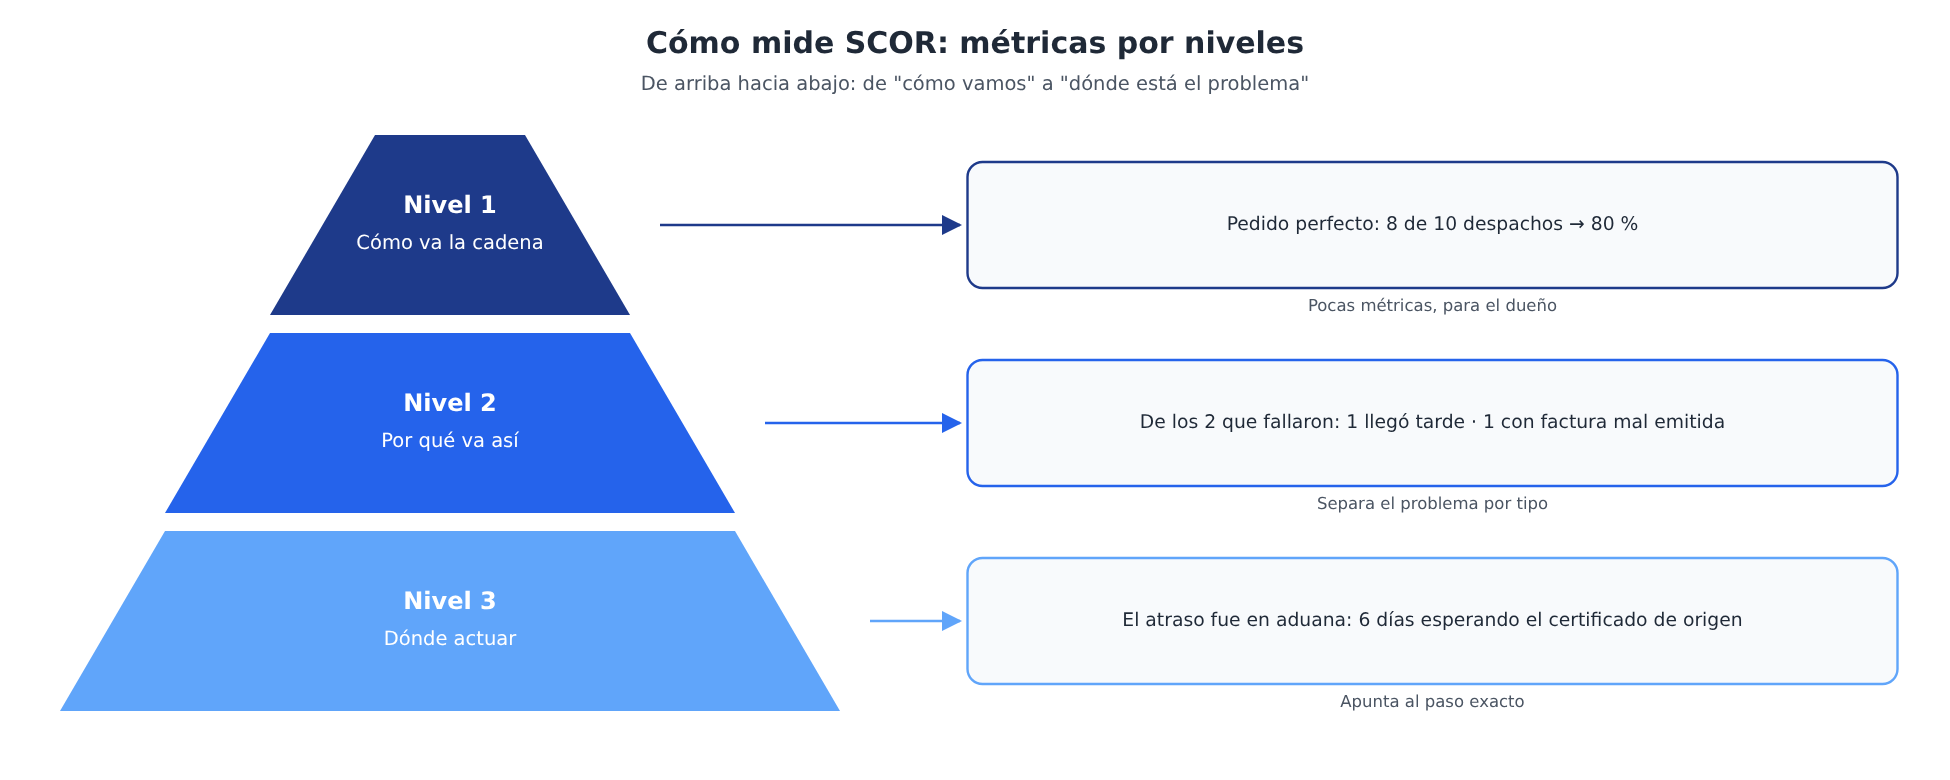 Cómo mide SCOR: métricas por niveles
De arriba hacia abajo: de "cómo vamos" a "dónde está el problema"
Nivel 1
Cómo va la cadena
Pedido perfecto: 8 de 10 despachos → 80 %
Pocas métricas, para el dueño
Nivel 2
Por qué va así
De los 2 que fallaron: 1 llegó tarde · 1 con factura mal emitida
Separa el problema por tipo
Nivel 3
Dónde actuar
El atraso fue en aduana: 6 días esperando el certificado de origen
Apunta al paso exacto